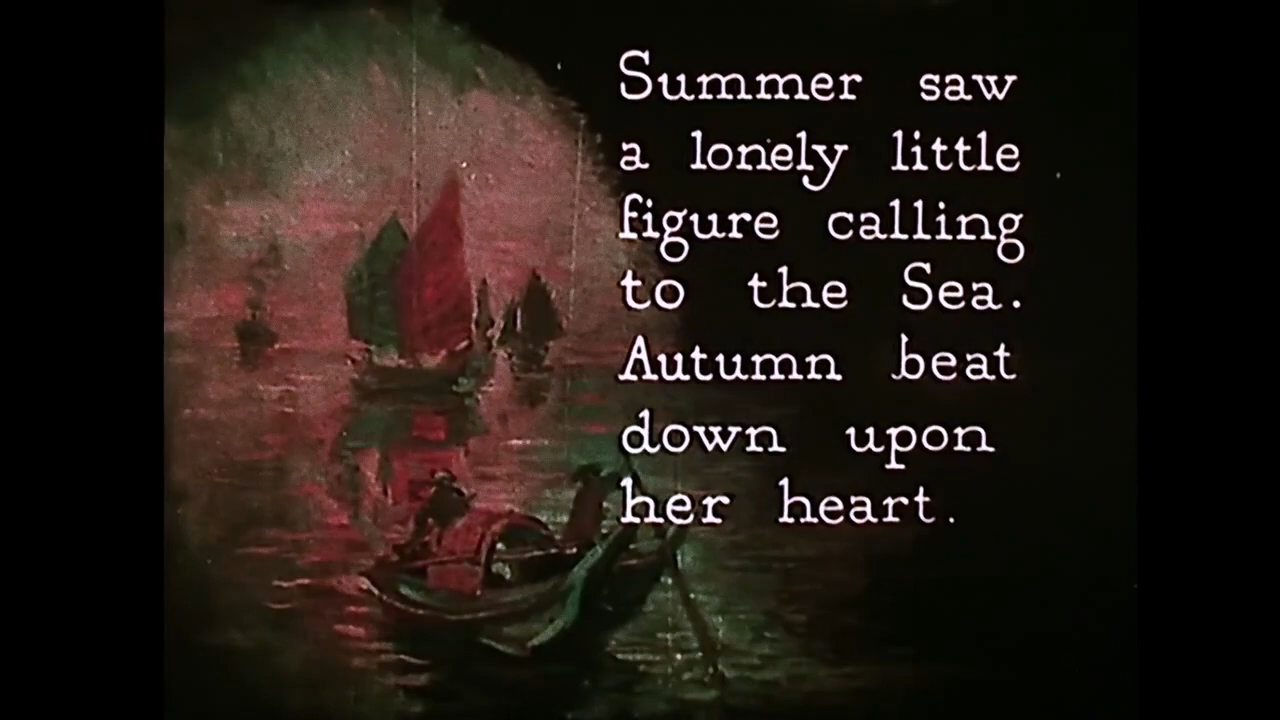 Summer saw
a lonely little
figure calling
to the Sea.
Autumn beat
down upon
her heart.